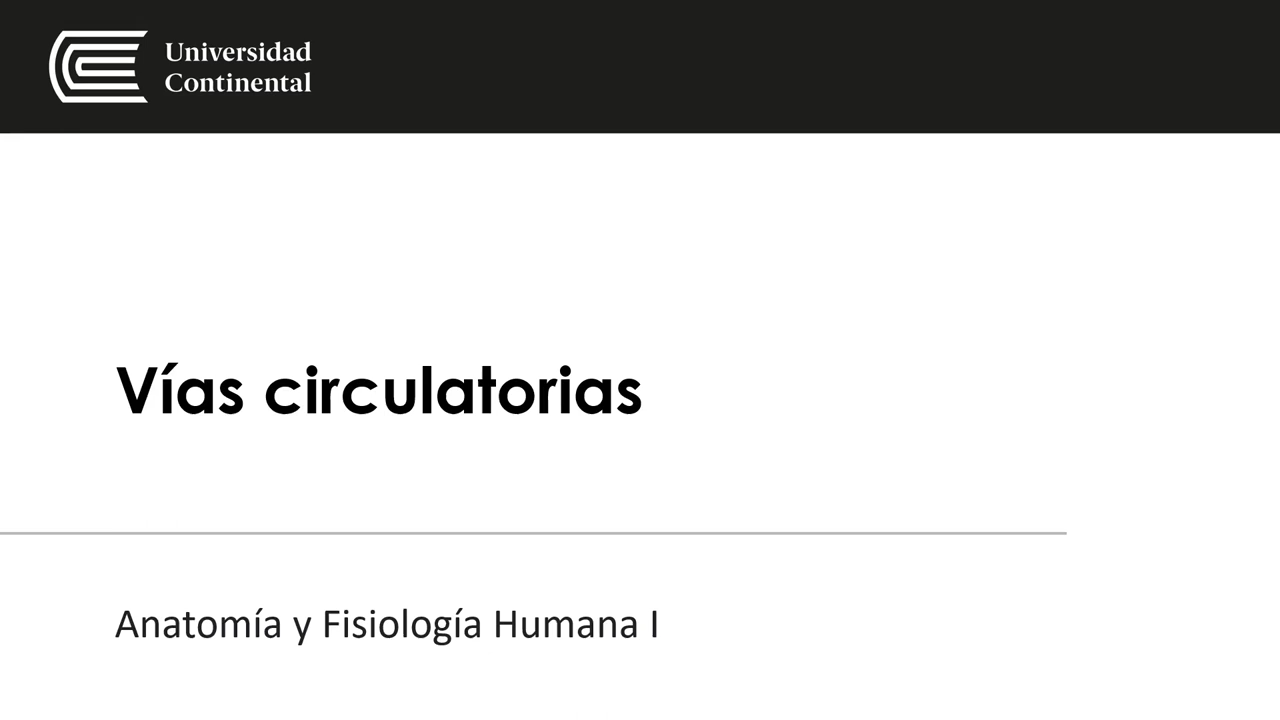 Universidad
Continental
Vías circulatorias
Anatomía y Fisiología Humana I